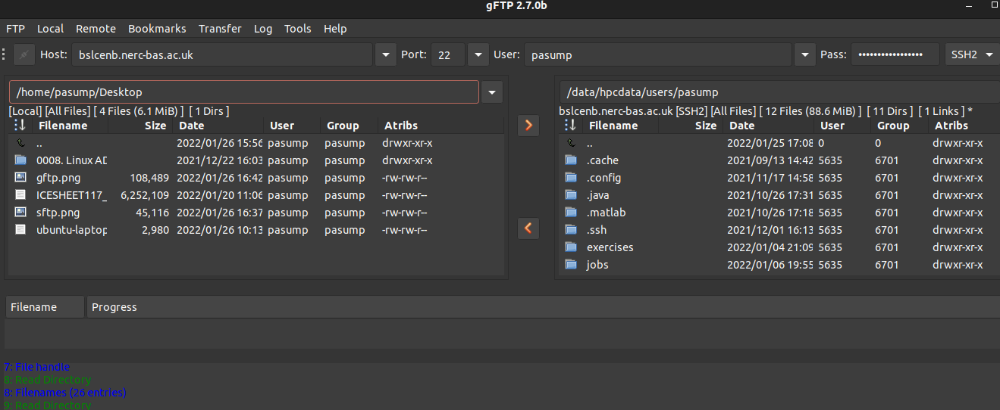 gFTP 2.7.0b
FTP Local Remote Bookmarks Transfer Log Tools Help
Host: bslcenb.nerc-bas.ac.uk Port: 22 User: pasump Pass: ••••••••••••••••• SSH2
/home/pasump/Desktop
[Local] [All Files] [ 4 Files (6.1 MiB) ] [ 1 Dirs ]
Filename Size Date User Group Atribs
.. 2022/01/26 15:56 pasump pasump drwxr-xr-x
0008. Linux AD 2021/12/22 16:03 pasump pasump drwxr-xr-x
gftp.png 108,489 2022/01/26 16:42 pasump pasump -rw-rw-r--
ICESHEET117_ 6,252,109 2022/01/20 11:06 pasump pasump -rw-rw-r--
sftp.png 45,116 2022/01/26 16:37 pasump pasump -rw-rw-r--
ubuntu-laptop 2,980 2022/01/26 10:13 pasump pasump -rw-rw-r--
/data/hpcdata/users/pasump
bslcenb.nerc-bas.ac.uk [SSH2] [All Files] [ 12 Files (88.6 MiB) ] [ 11 Dirs ] [ 1 Links ] *
Filename Size Date User Group Atribs
.. 2022/01/25 17:08 0 0 drwxr-xr-x
.cache 2021/09/13 14:42 5635 6701 drwxr-xr-x
.config 2021/11/17 14:58 5635 6701 drwxr-xr-x
.java 2021/10/26 17:31 5635 6701 drwxr-xr-x
.matlab 2021/10/26 17:18 5635 6701 drwxr-xr-x
.ssh 2021/12/01 16:13 5635 6701 drwxr-xr-x
exercises 2022/01/04 21:09 5635 6701 drwxr-xr-x
jobs 2022/01/06 19:55 5635 6701 drwxr-xr-x
Filename Progress
7: File handle
8: Read Directory
8: Filenames (26 entries)
9: Read Directory